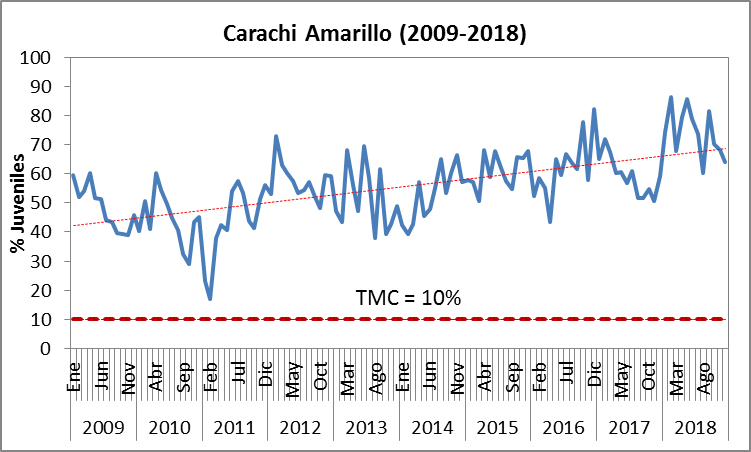 Carachi Amarillo (2009-2018)
% Juveniles
100
90
80
70
60
50
40
30
20
10
0
TMC = 10%
Ene Jun Nov Abr Sep Feb Jul Dic May Oct Mar Ago Ene Jun Nov Abr Sep Feb Jul Dic May Oct Mar Ago
2009 2010 2011 2012 2013 2014 2015 2016 2017 2018